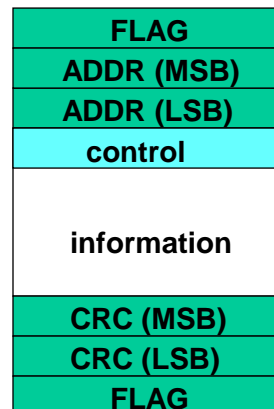 FLAG
ADDR (MSB)
ADDR (LSB)
control
information
CRC (MSB)
CRC (LSB)
FLAG